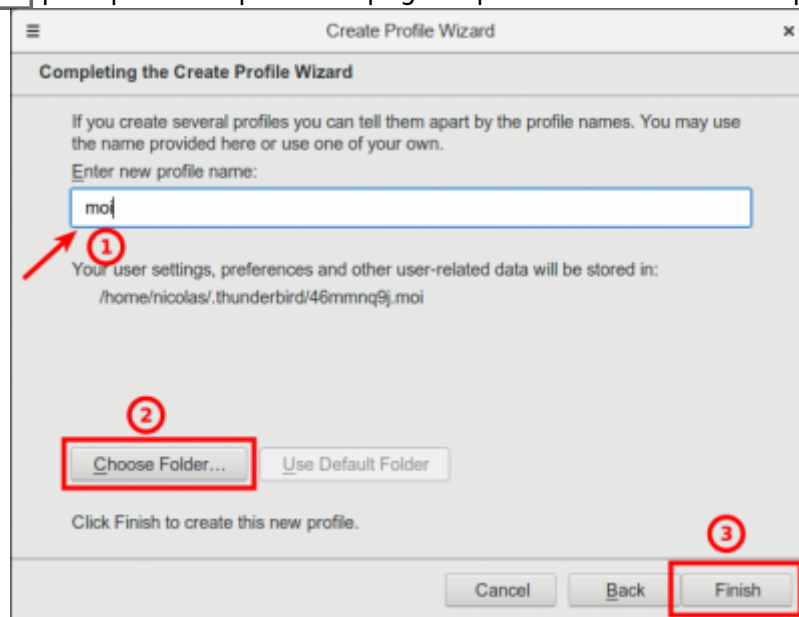 Create Profile Wizard
Completing the Create Profile Wizard
If you create several profiles you can tell them apart by the profile names. You may use
the name provided here or use one of your own.
Enter new profile name:
moi
1
Your user settings, preferences and other user-related data will be stored in:
/home/nicolas/.thunderbird/46mmnq9j.moi
2
Choose Folder...
Use Default Folder
Click Finish to create this new profile.
3
Cancel
Back
Finish